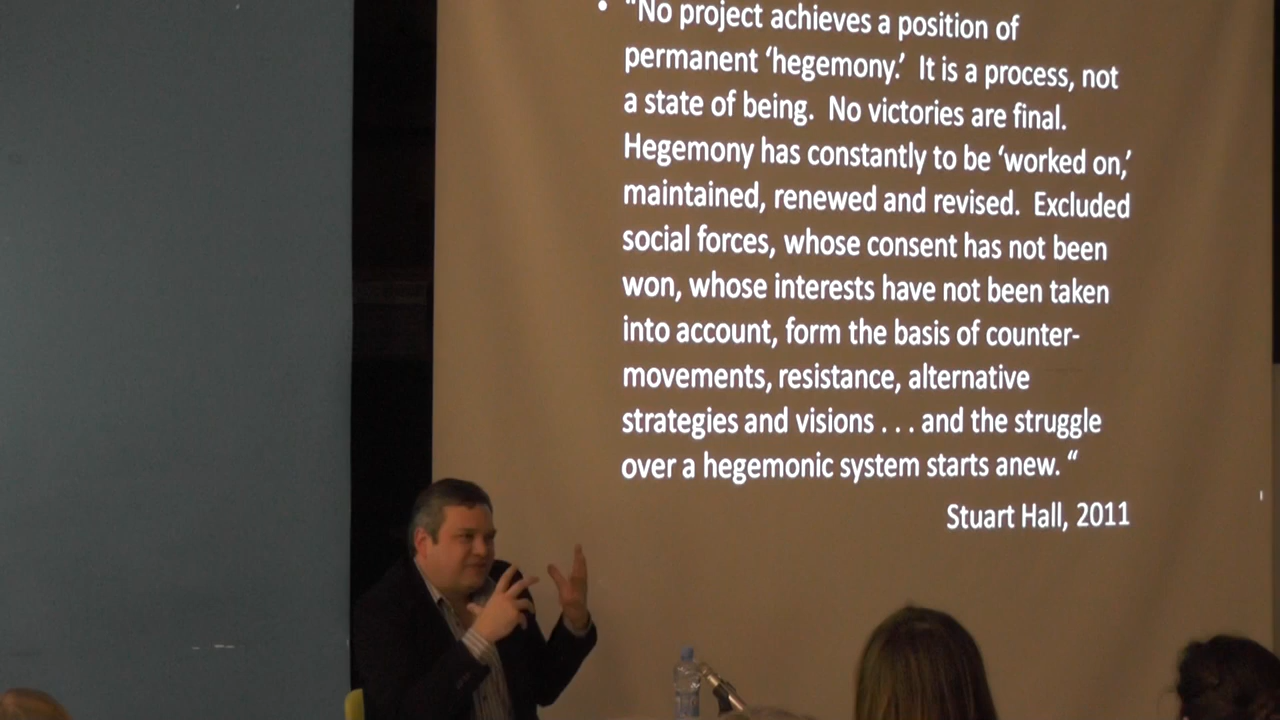 • "No project achieves a position of
permanent ‘hegemony.’  It is a process, not
a state of being.  No victories are final.
Hegemony has constantly to be ‘worked on,’
maintained, renewed and revised.  Excluded
social forces, whose consent has not been
won, whose interests have not been taken
into account, form the basis of counter-
movements, resistance, alternative
strategies and visions . . . and the struggle
over a hegemonic system starts anew. “
Stuart Hall, 2011